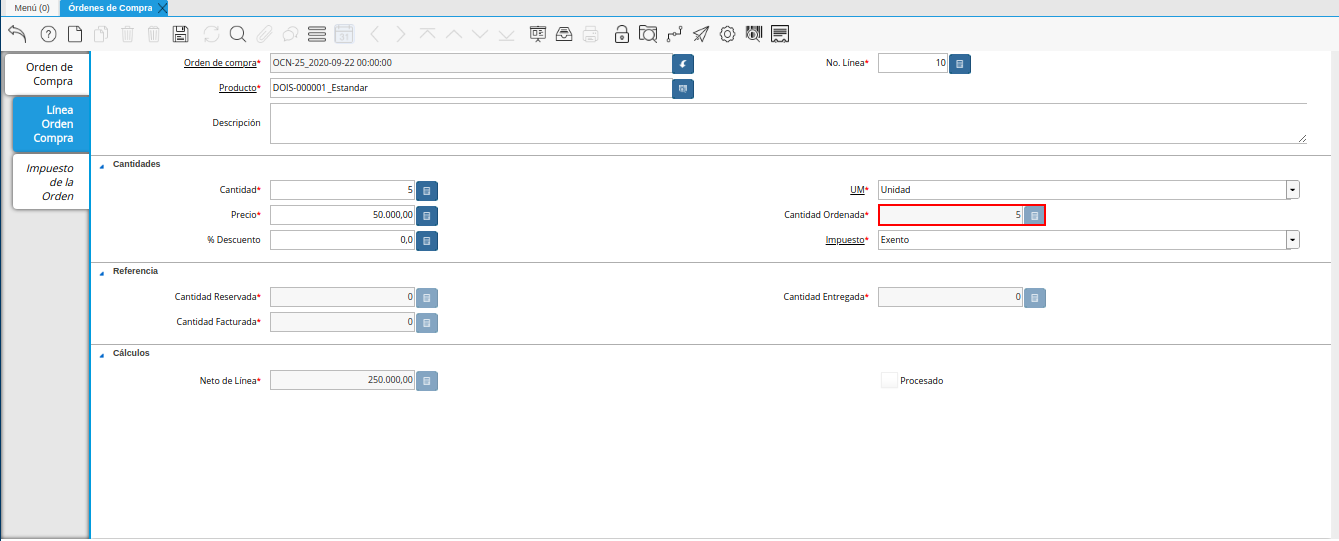 Menú (0)
Órdenes de Compra
31
Orden de
Compra
Línea
Orden
Compra
Impuesto
de la
Orden
Orden de compra* OCN-25_2020-09-22 00:00:00
No. Línea* 10
Producto* DOIS-000001_Estandar
Descripción
Cantidades
Cantidad* 5
UM* Unidad
Precio* 50.000,00
Cantidad Ordenada* 5
% Descuento 0,0
Impuesto* Exento
Referencia
Cantidad Reservada* 0
Cantidad Entregada* 0
Cantidad Facturada* 0
Cálculos
Neto de Línea* 250.000,00
Procesado